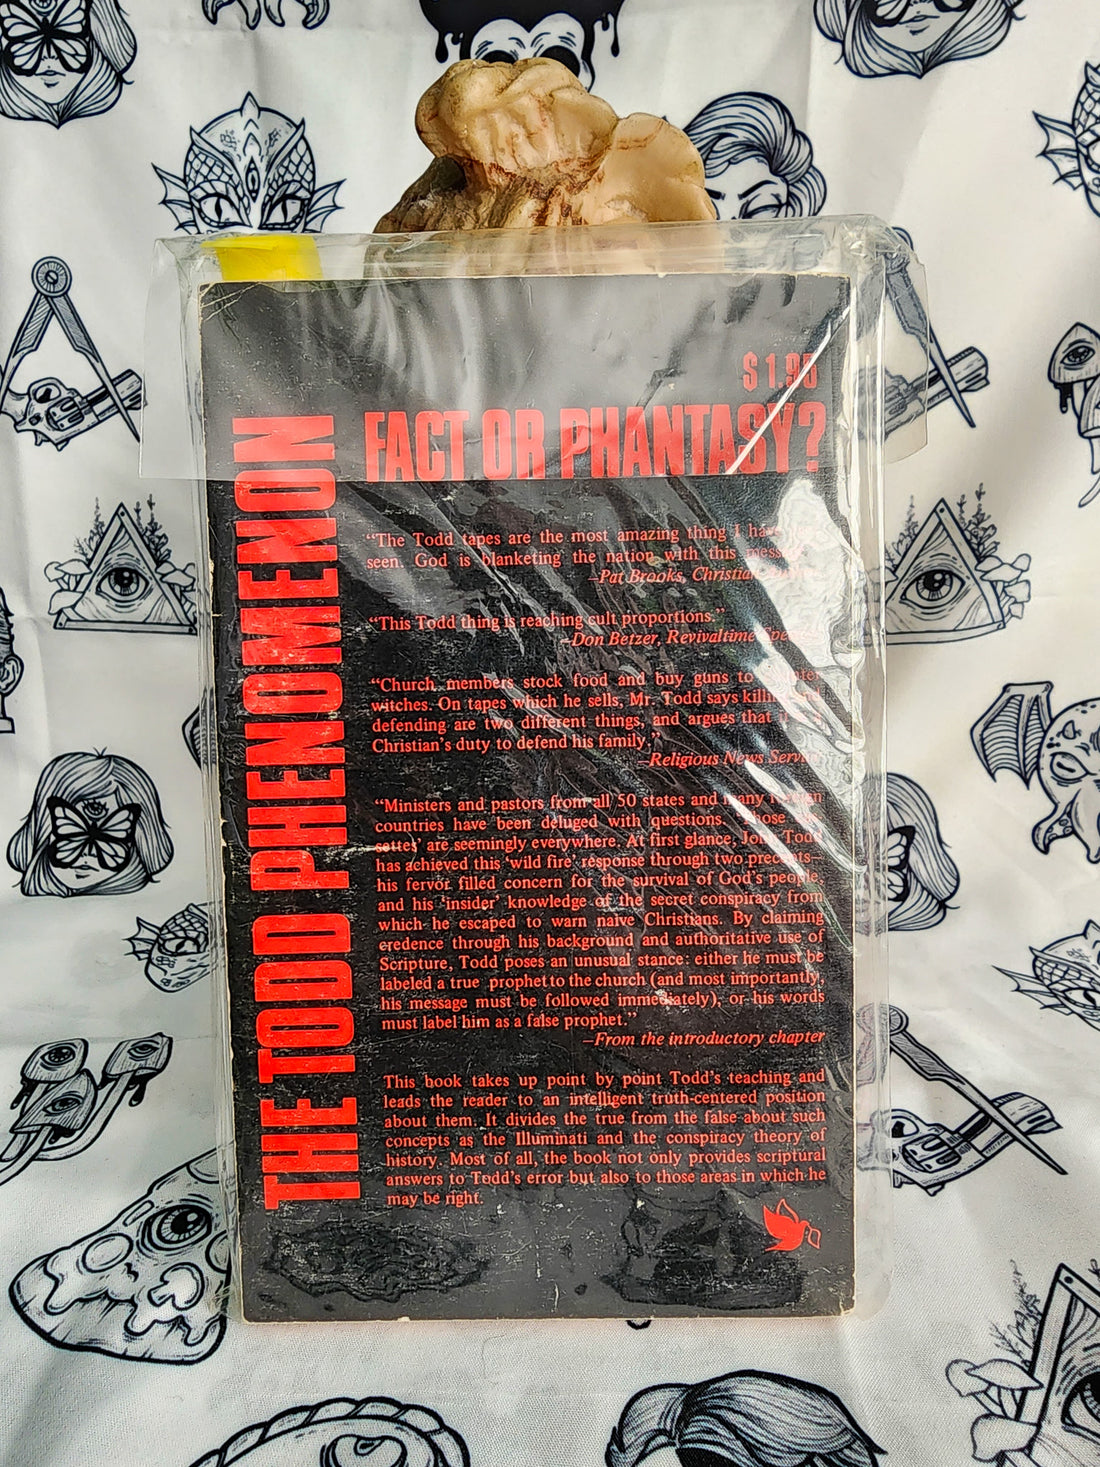 $ 1.95
FACT OR PHANTASY?
THE TODD PHENOMENON
“The Todd tapes are the most amazing thing I
seen. God is blanketing the nation with this
–Pat Brooks, Christian
“This Todd thing is reaching cult proportions.”
–Don Betzer, Revivaltime
“Church members stock food and buy guns to
witches. On tapes which he sells, Mr. Todd says
defending are two different things, and argues that
Christian’s duty to defend his family.”
–Religious News
“Ministers and pastors from all 50 states and many
countries have been deluged with questions.
settes’ are seemingly everywhere. At first glance, John Todd
has achieved this ‘wild fire’ response through two
his fervor filled concern for the survival of God’s people,
and his ‘insider’ knowledge of the secret conspiracy from
which he escaped to warn naive Christians. By claiming
credence through his background and authoritative use of
Scripture, Todd poses an unusual stance: either he must be
labeled a true prophet to the church (and most importantly,
his message must be followed immediately), or his words
must label him as a false prophet.”
–From the introductory chapter
This book takes up point by point Todd’s teaching and
leads the reader to an intelligent truth-centered position
about them. It divides the true from the false about such
concepts as the Illuminati and the conspiracy theory of
history. Most of all, the book not only provides scriptural
answers to Todd’s error but also to those areas in which he
may be right.